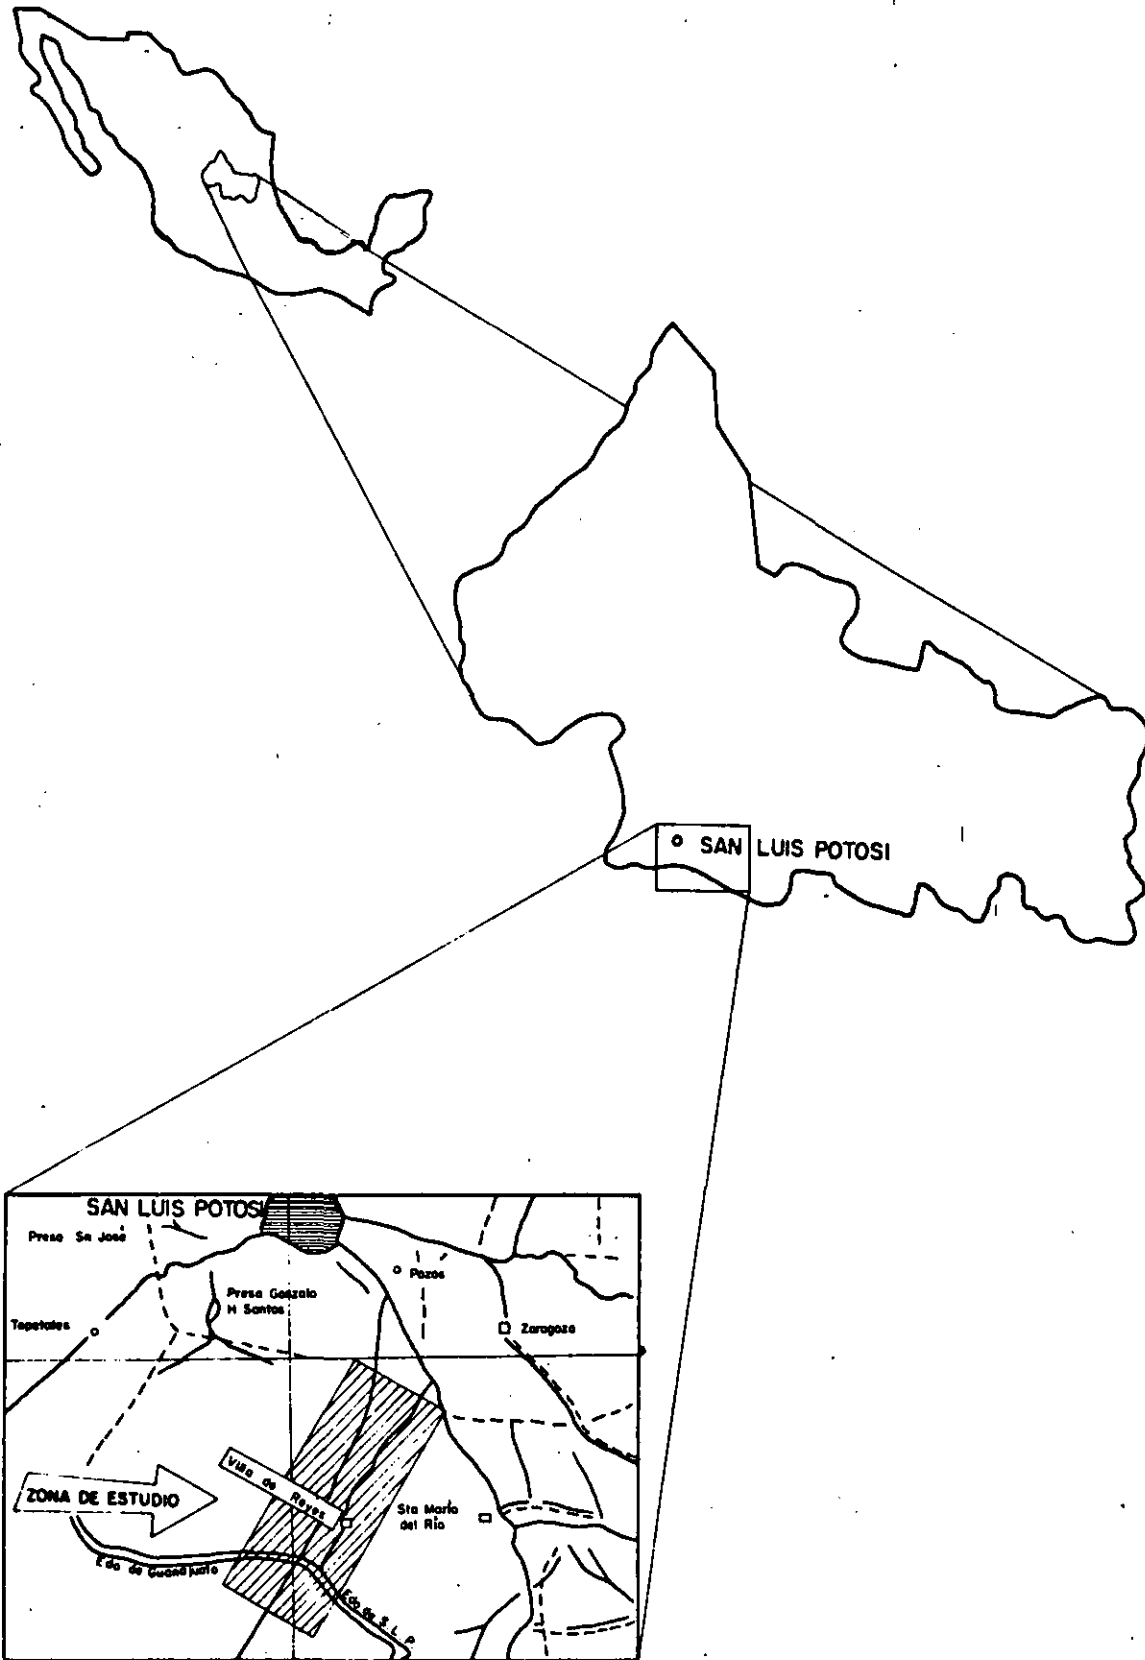 SAN LUIS POTOSI
SAN LUIS POTOSI
Presa Sn José
Pozos
Presa Gonzalo
H Santos
Tepetates
Zaragoza
Villa de Reyes
ZONA DE ESTUDIO
Sta María
del Río
Edo de Guanajuato
Edo de S. L. P.